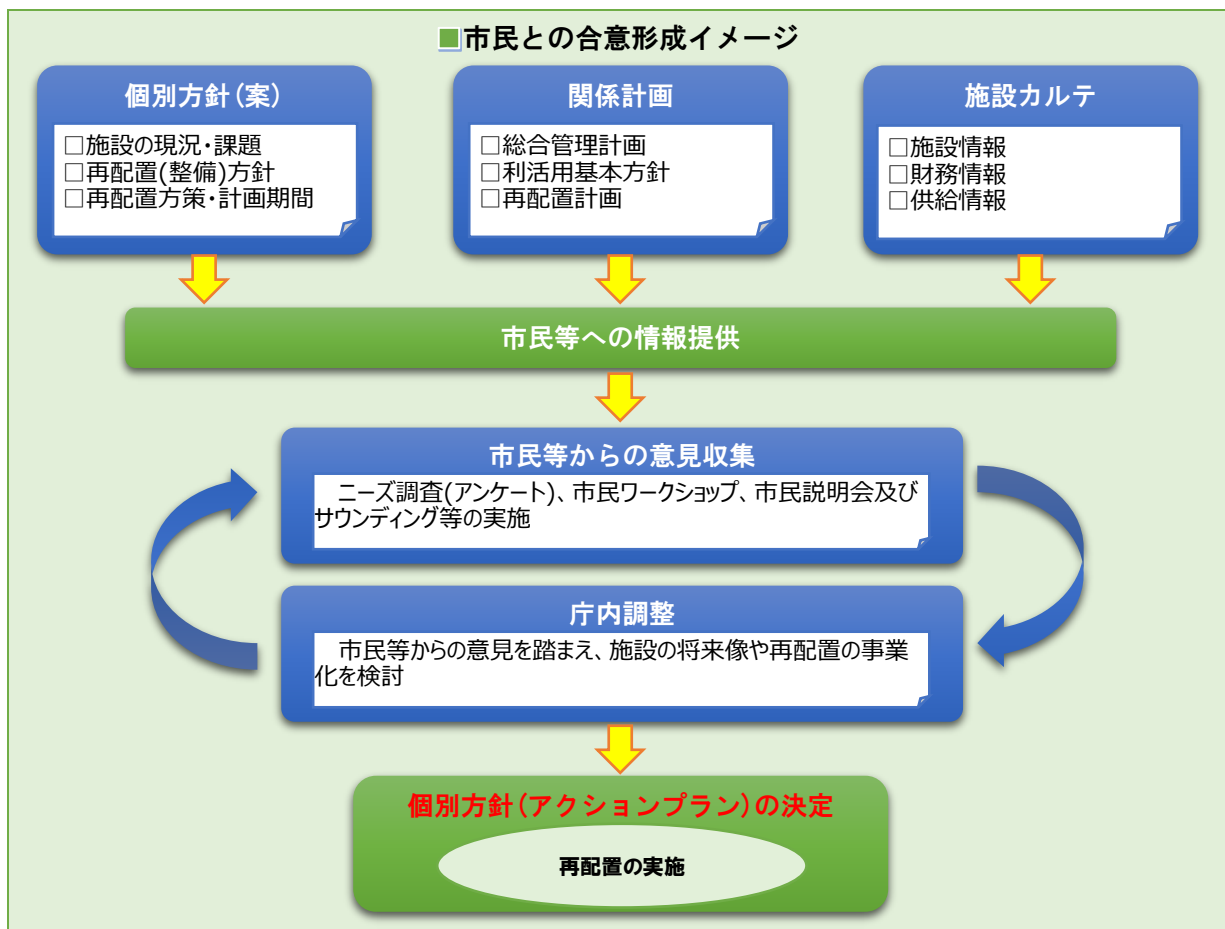 ■市民との合意形成イメージ
個別方針(案)
□施設の現況・課題
□再配置(整備)方針
□再配置方策・計画期間
関係計画
□総合管理計画
□利活用基本方針
□再配置計画
施設カルテ
□施設情報
□財務情報
□供給情報
市民等への情報提供
市民等からの意見収集
ニーズ調査(アンケート)、市民ワークショップ、市民説明会及び
サウンディング等の実施
庁内調整
市民等からの意見を踏まえ、施設の将来像や再配置の事業
化を検討
個別方針(アクションプラン)の決定
再配置の実施